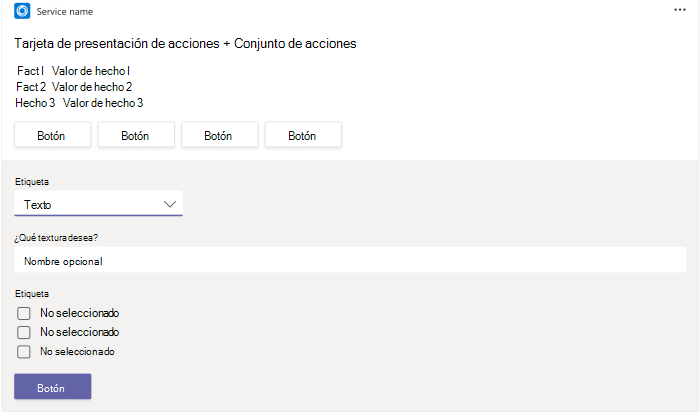 Service name
Tarjeta de presentación de acciones + Conjunto de acciones
Fact l Valor de hecho l
Fact 2 Valor de hecho 2
Hecho 3 Valor de hecho 3
Botón Botón Botón Botón
Etiqueta
Texto
¿Qué textura desea?
Nombre opcional
Etiqueta
No seleccionado
No seleccionado
No seleccionado
Botón